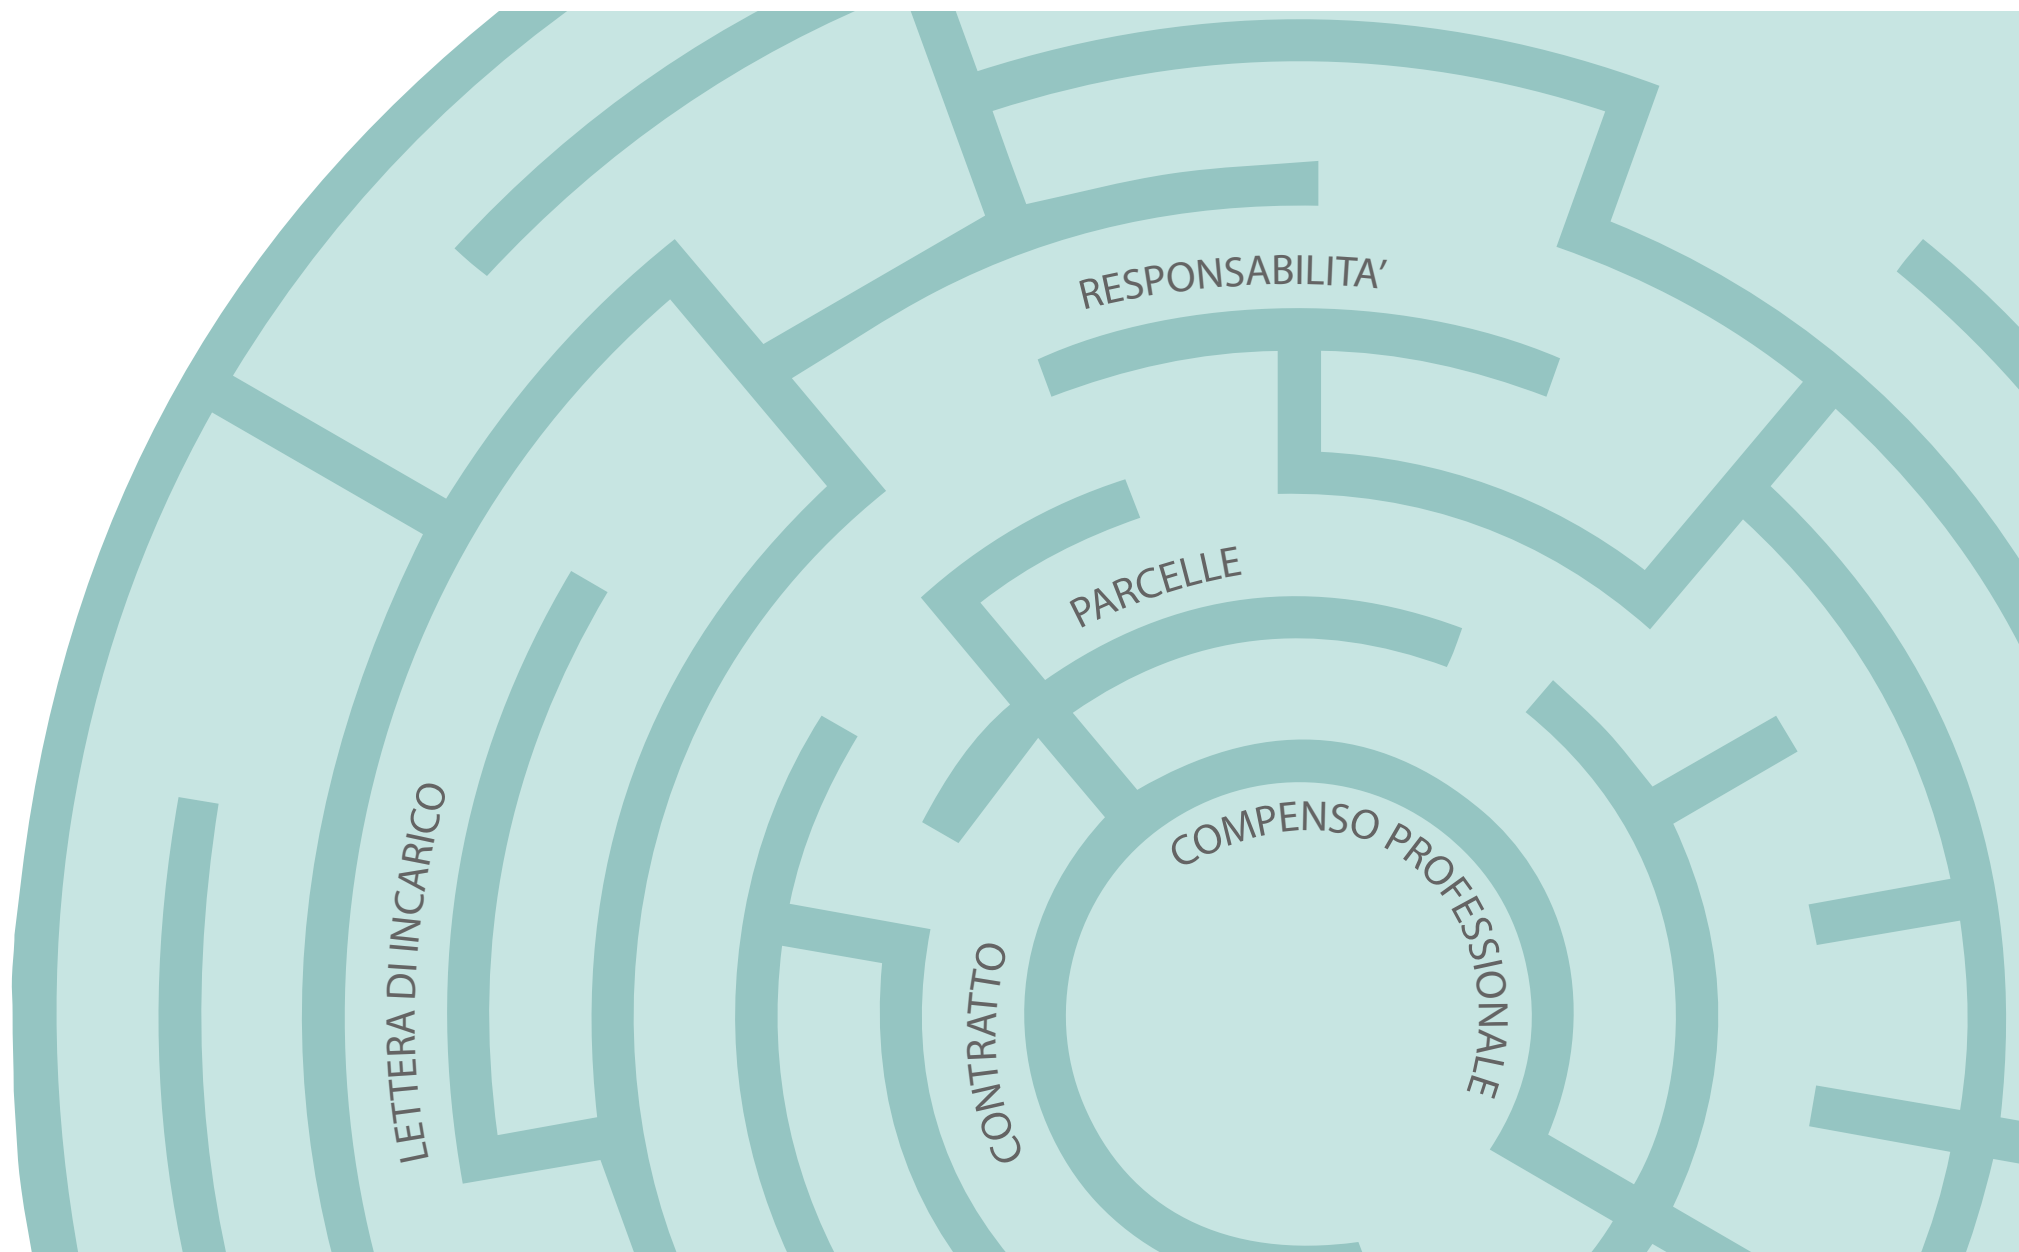 RESPONSABILITA’
PARCELLE
COMPENSO PROFESSIONALE
LETTERA DI INCARICO
CONTRATTO